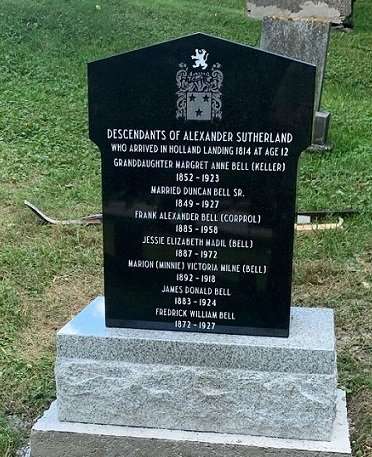 DESCENDANTS OF ALEXANDER SUTHERLAND
WHO ARRIVED IN HOLLAND LANDING 1814 AT AGE 12
GRANDDAUGHTER MARGRET ANNE BELL (KELLER)
1852 - 1923
MARRIED DUNCAN BELL SR.
1849 - 1927
FRANK ALEXANDER BELL (CORPROL)
1885 - 1958
JESSIE ELIZABETH MADIL (BELL)
1887 - 1972
MARION (MINNIE) VICTORIA MILNE (BELL)
1892 - 1918
JAMES DONALD BELL
1883 - 1924
FREDRICK WILLIAM BELL
1872 - 1927